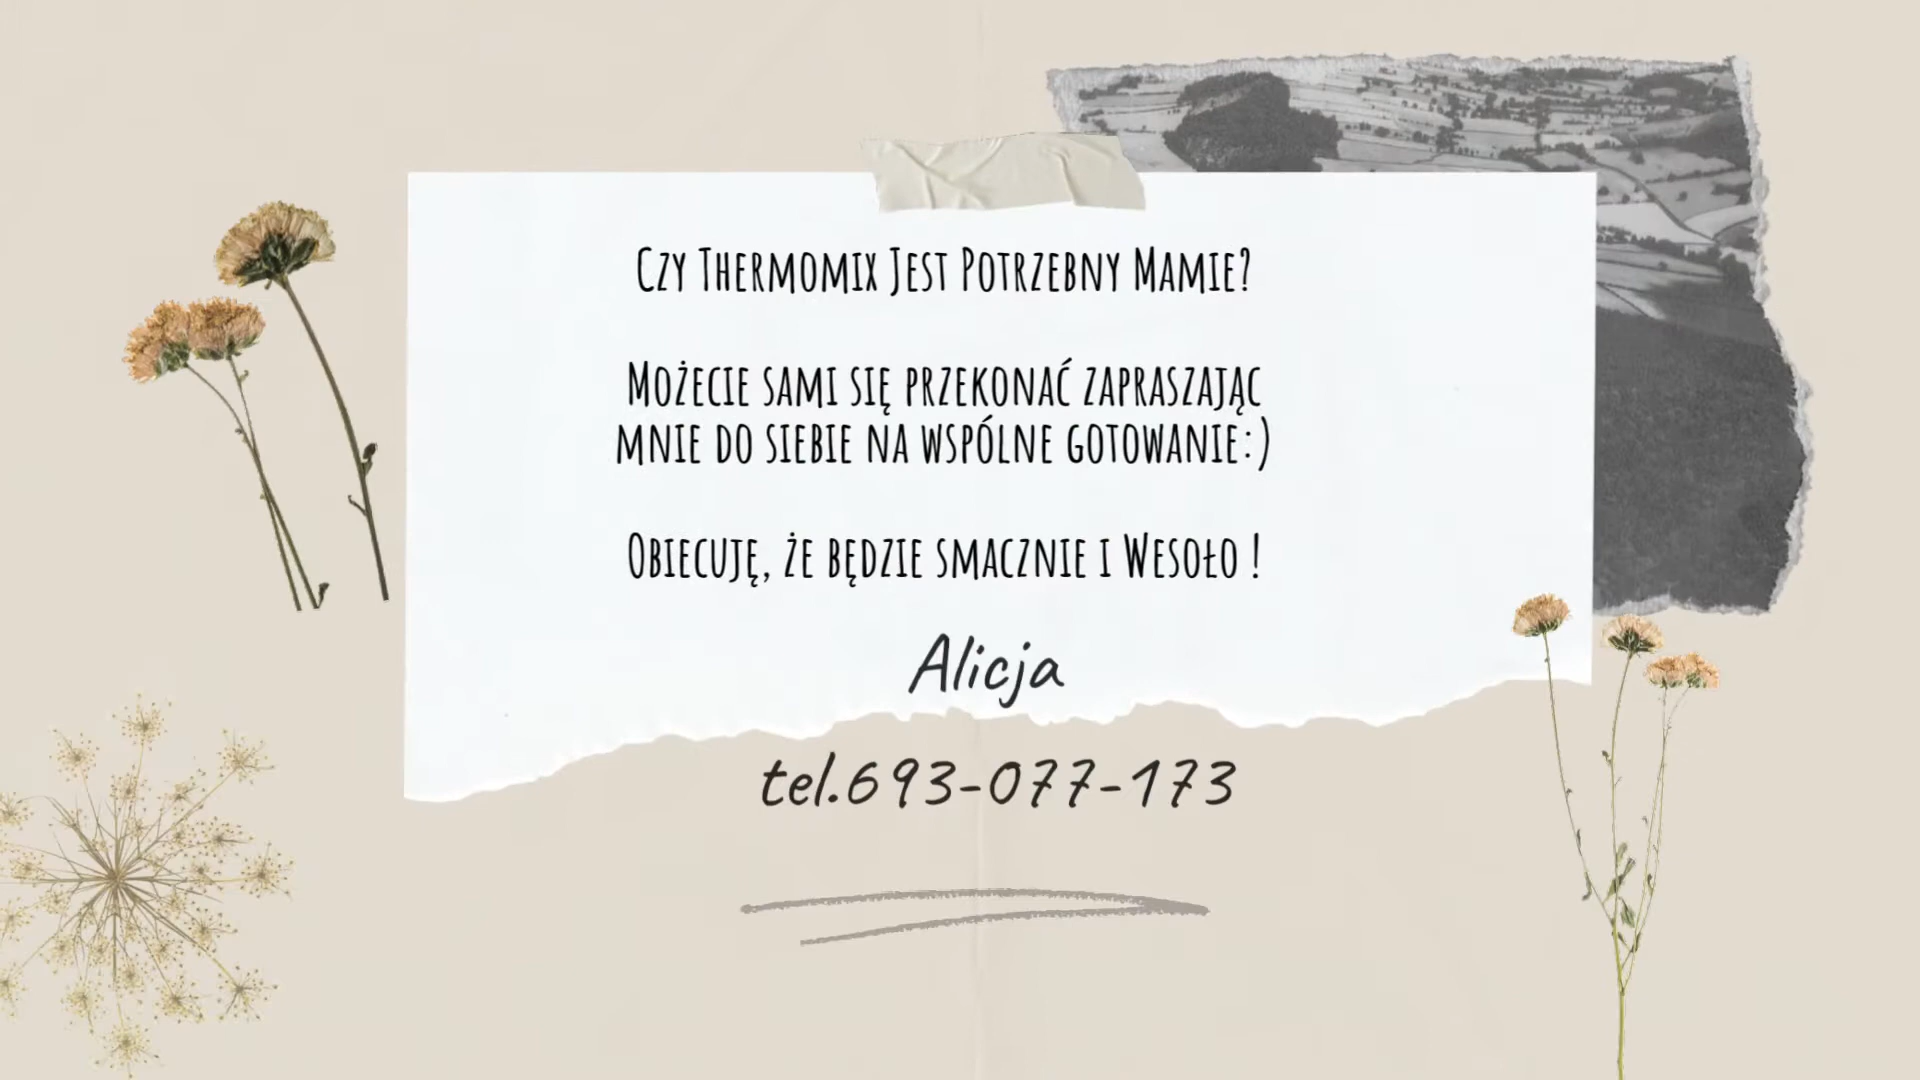 Czy Thermomix Jest Potrzebny Mamie?
Możecie sami się przekonać zapraszając
mnie do siebie na wspólne gotowanie:)
Obiecuję, że będzie smacznie i Wesoło !
Alicja
tel.693-077-173